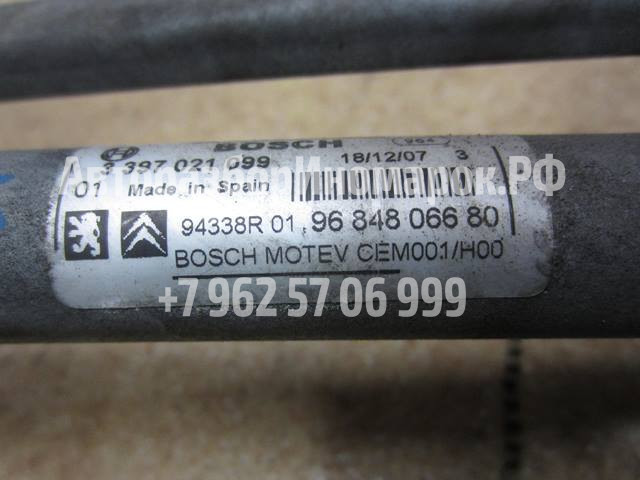 BOSCH
3 397 021 099
18/12/07 3
01 Made in Spain
94338R 01 96 848 066 80
BOSCH MOTEV CEM001/H00
+7 962 57 06 999